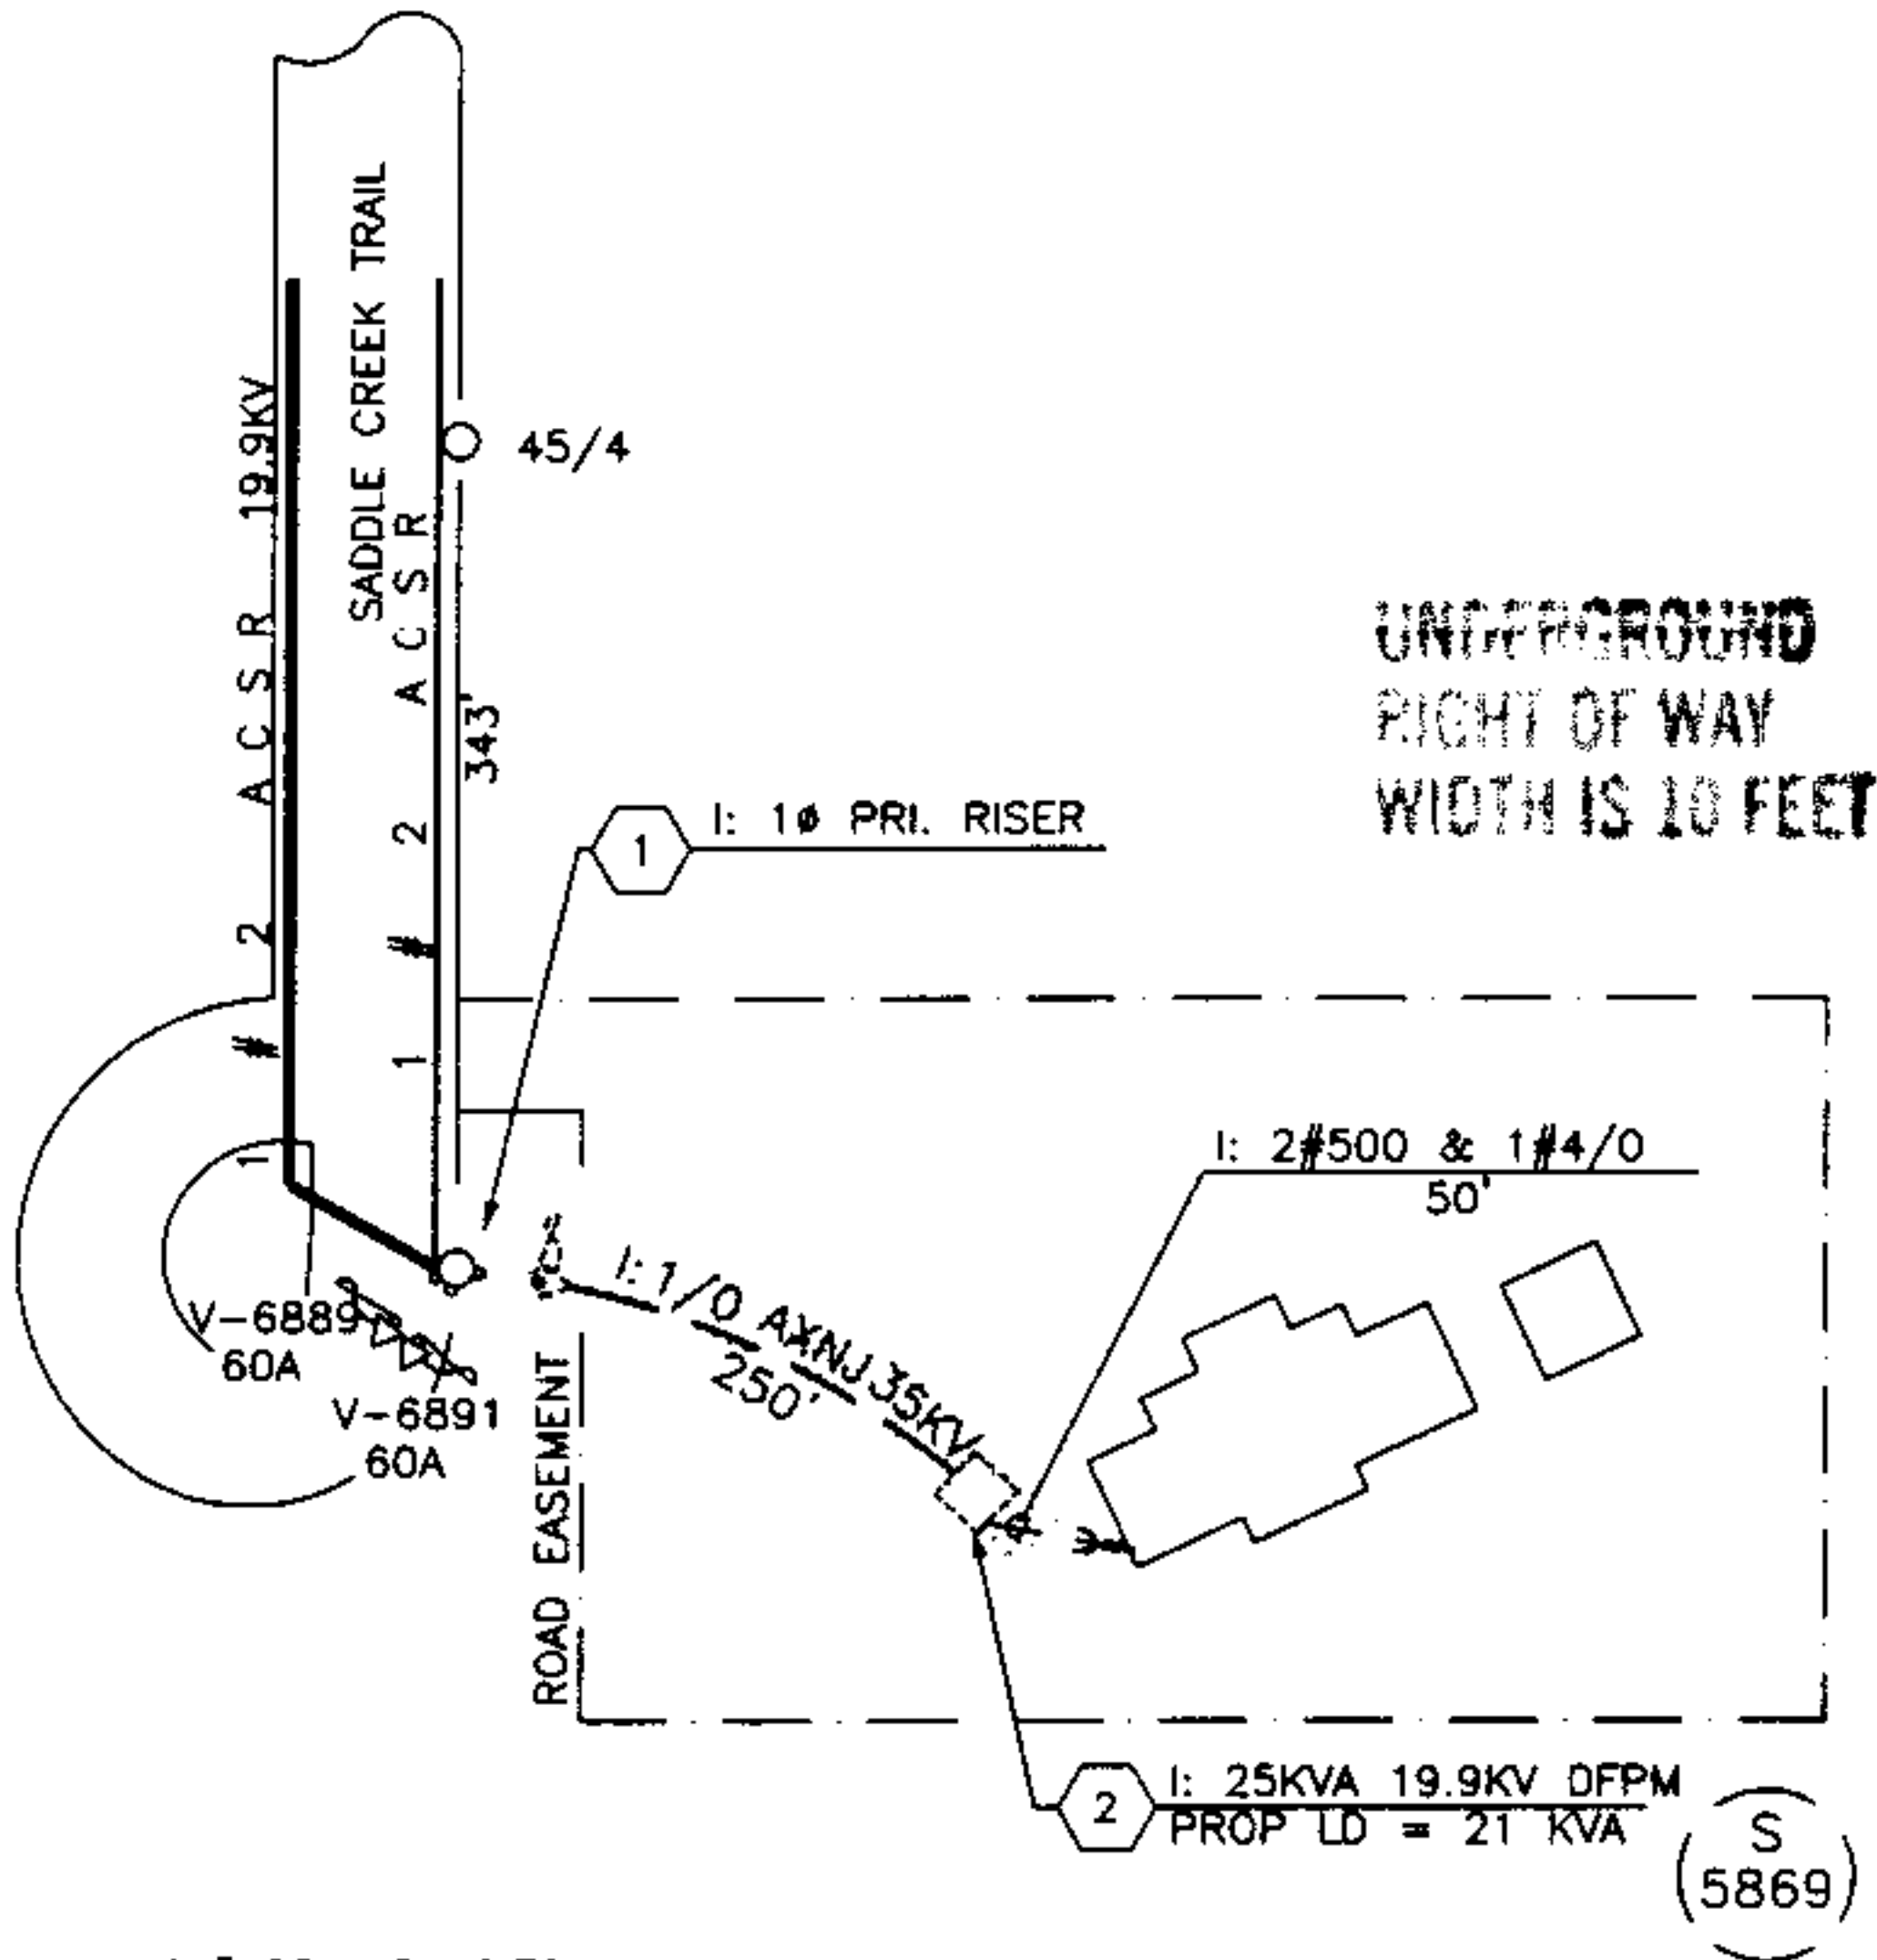 SADDLE CREEK TRAIL
1 # 2 ACSR 19.9KV
1 # 2 ACSR
45/4
343'
UNDERGROUND
RIGHT OF WAY
WIDTH IS 10 FEET
1
I: 1ø PRI. RISER
I: 2#500 & 1#4/0
50'
V-6889
60A
V-6891
60A
I: 1/0 AXNJ 35KV
250'
ROAD EASEMENT
2
I: 25KVA 19.9KV DFPM
PROP LD = 21 KVA
S
5869